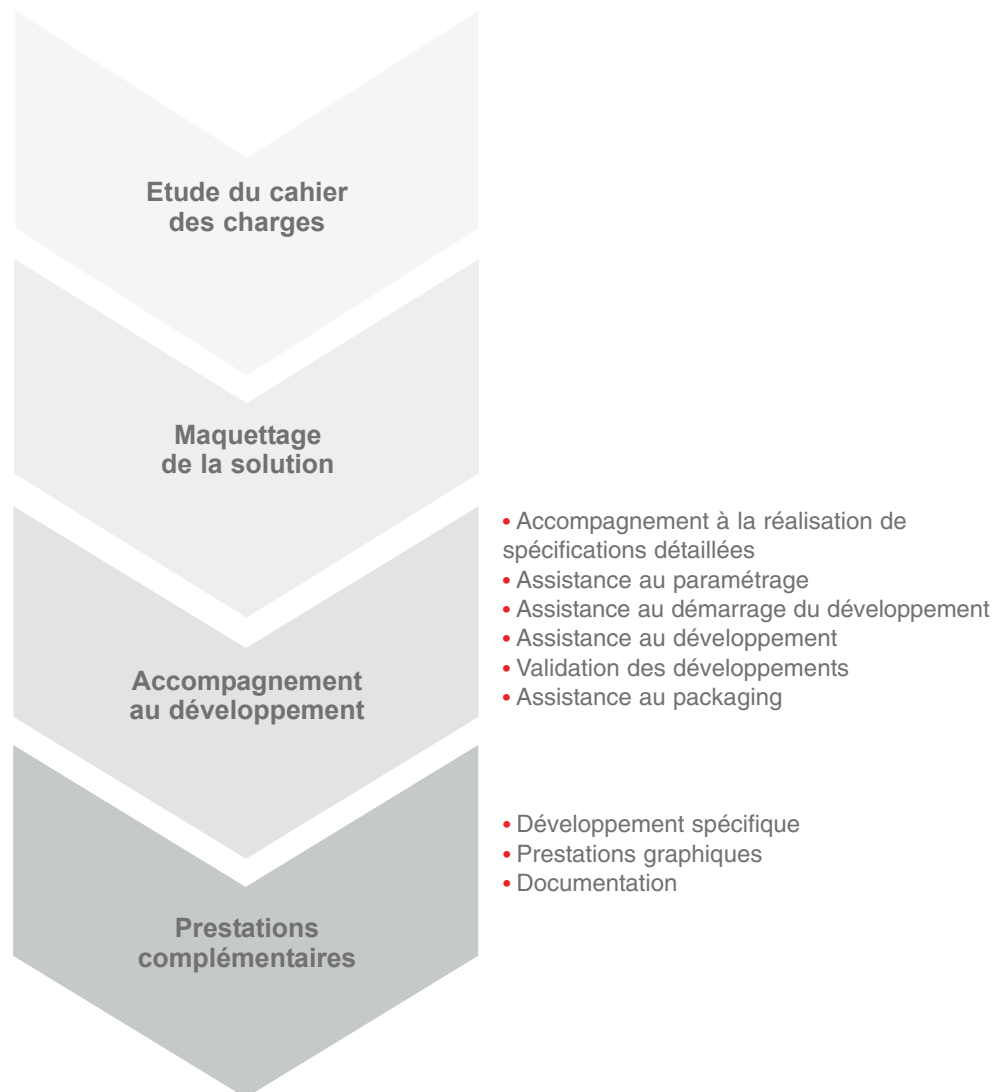 Etude du cahier
des charges
Maquettage
de la solution
• Accompagnement à la réalisation de
spécifications détaillées
• Assistance au paramétrage
• Assistance au démarrage du développement
• Assistance au développement
• Validation des développements
• Assistance au packaging
Accompagnement
au développement
• Développement spécifique
• Prestations graphiques
• Documentation
Prestations
complémentaires